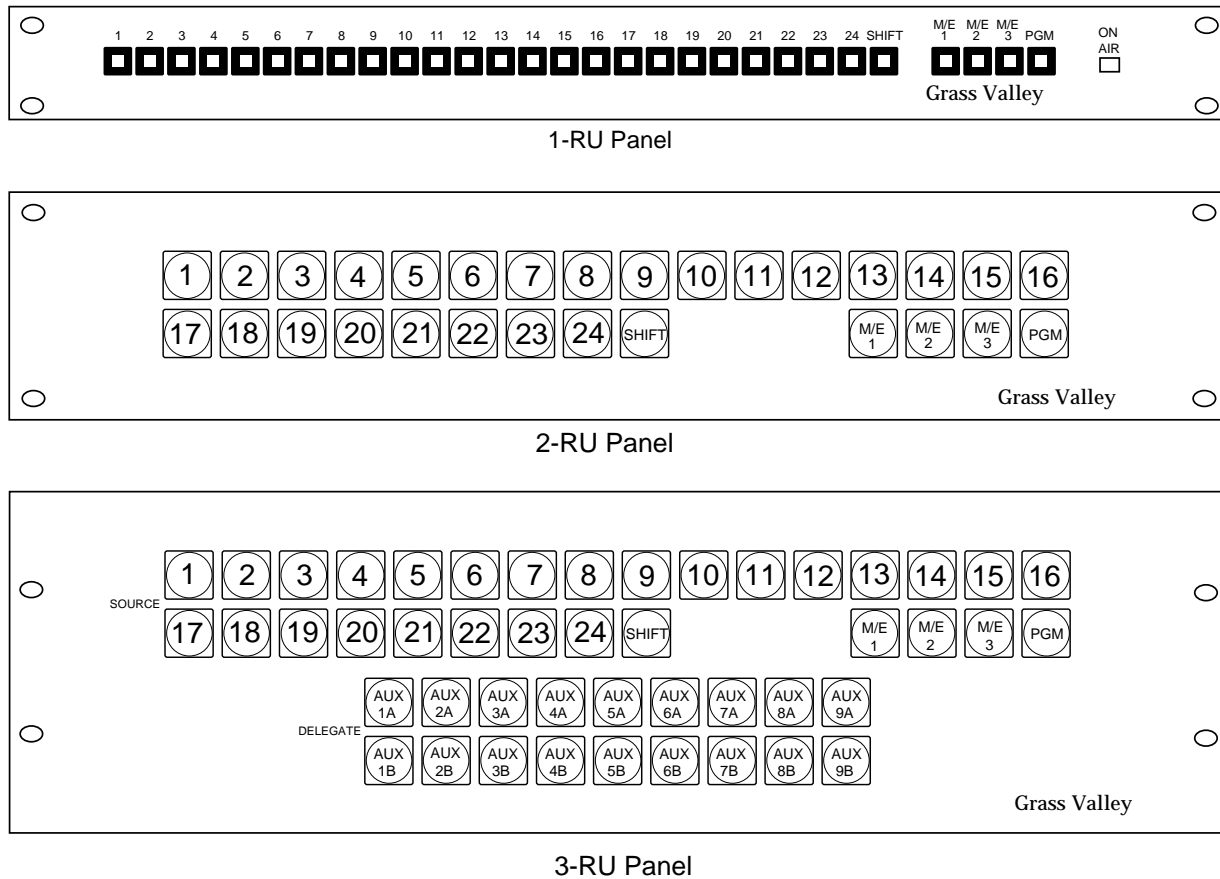 M/E M/E M/E ON
1 2 3 4 5 6 7 8 9 10 11 12 13 14 15 16 17 18 19 20 21 22 23 24 SHIFT 1 2 3 PGM AIR
Grass Valley
1-RU Panel
1 2 3 4 5 6 7 8 9 10 11 12 13 14 15 16
17 18 19 20 21 22 23 24 SHIFT M/E 1 M/E 2 M/E 3 PGM
Grass Valley
2-RU Panel
1 2 3 4 5 6 7 8 9 10 11 12 13 14 15 16
SOURCE
17 18 19 20 21 22 23 24 SHIFT M/E 1 M/E 2 M/E 3 PGM
AUX 1A AUX 2A AUX 3A AUX 4A AUX 5A AUX 6A AUX 7A AUX 8A AUX 9A
DELEGATE
AUX 1B AUX 2B AUX 3B AUX 4B AUX 5B AUX 6B AUX 7B AUX 8B AUX 9B
Grass Valley
3-RU Panel